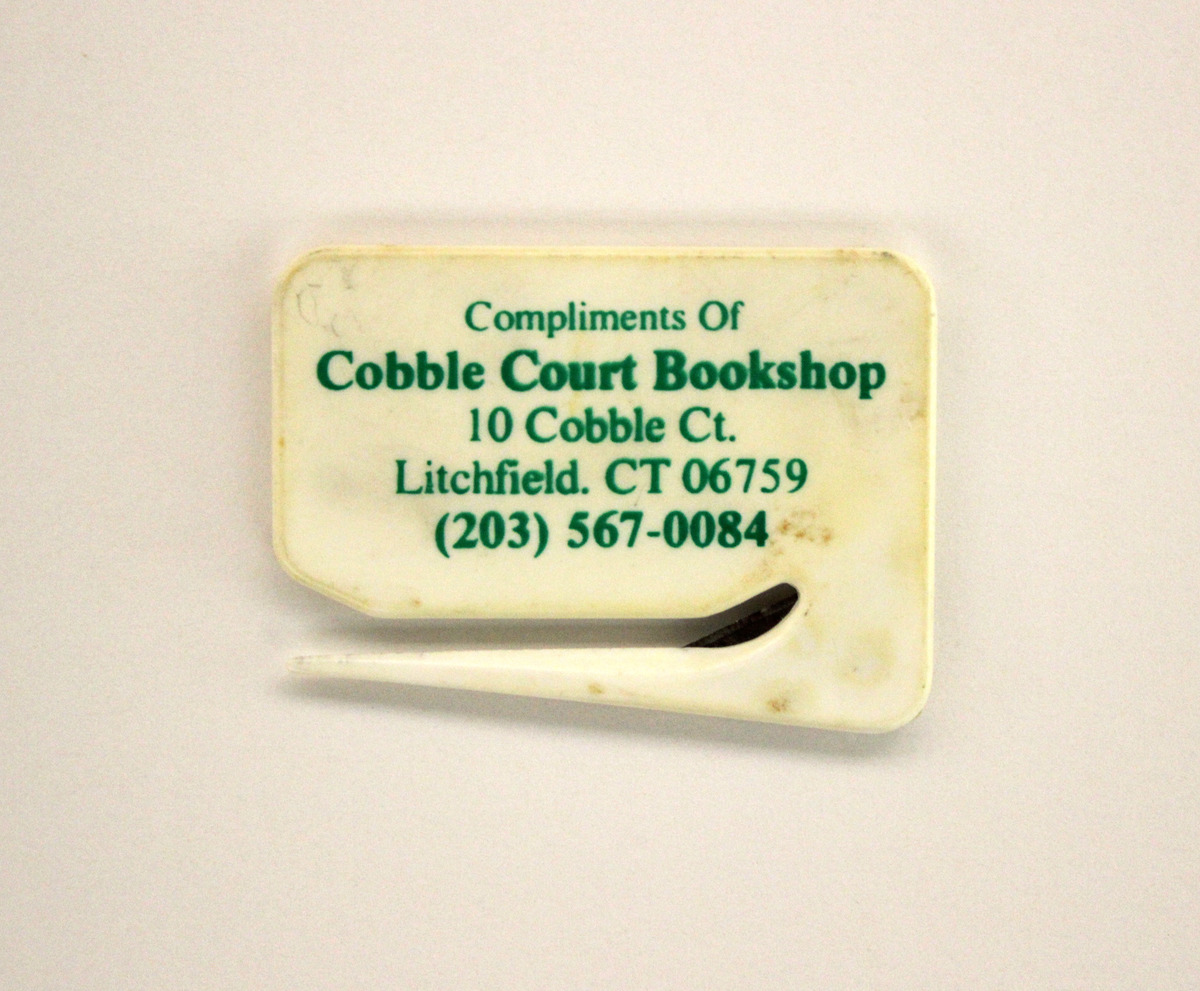 Compliments Of
Cobble Court Bookshop
10 Cobble Ct.
Litchfield. CT 06759
(203) 567-0084